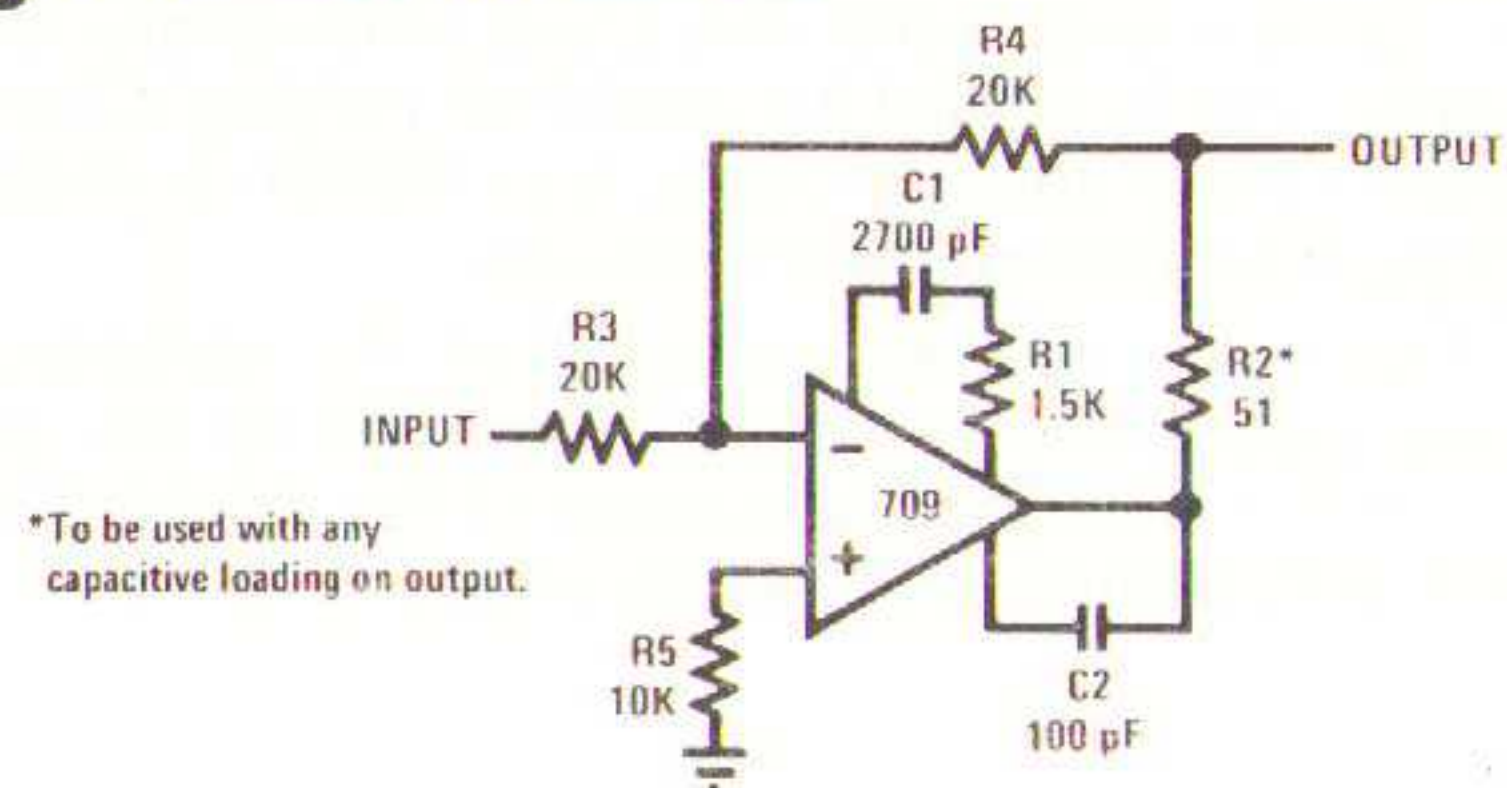 R4
20K
OUTPUT
C1
2700 pF
R3
20K
R1
1.5K
R2*
51
INPUT
−
709
+
*To be used with any
capacitive loading on output.
R5
10K
C2
100 pF